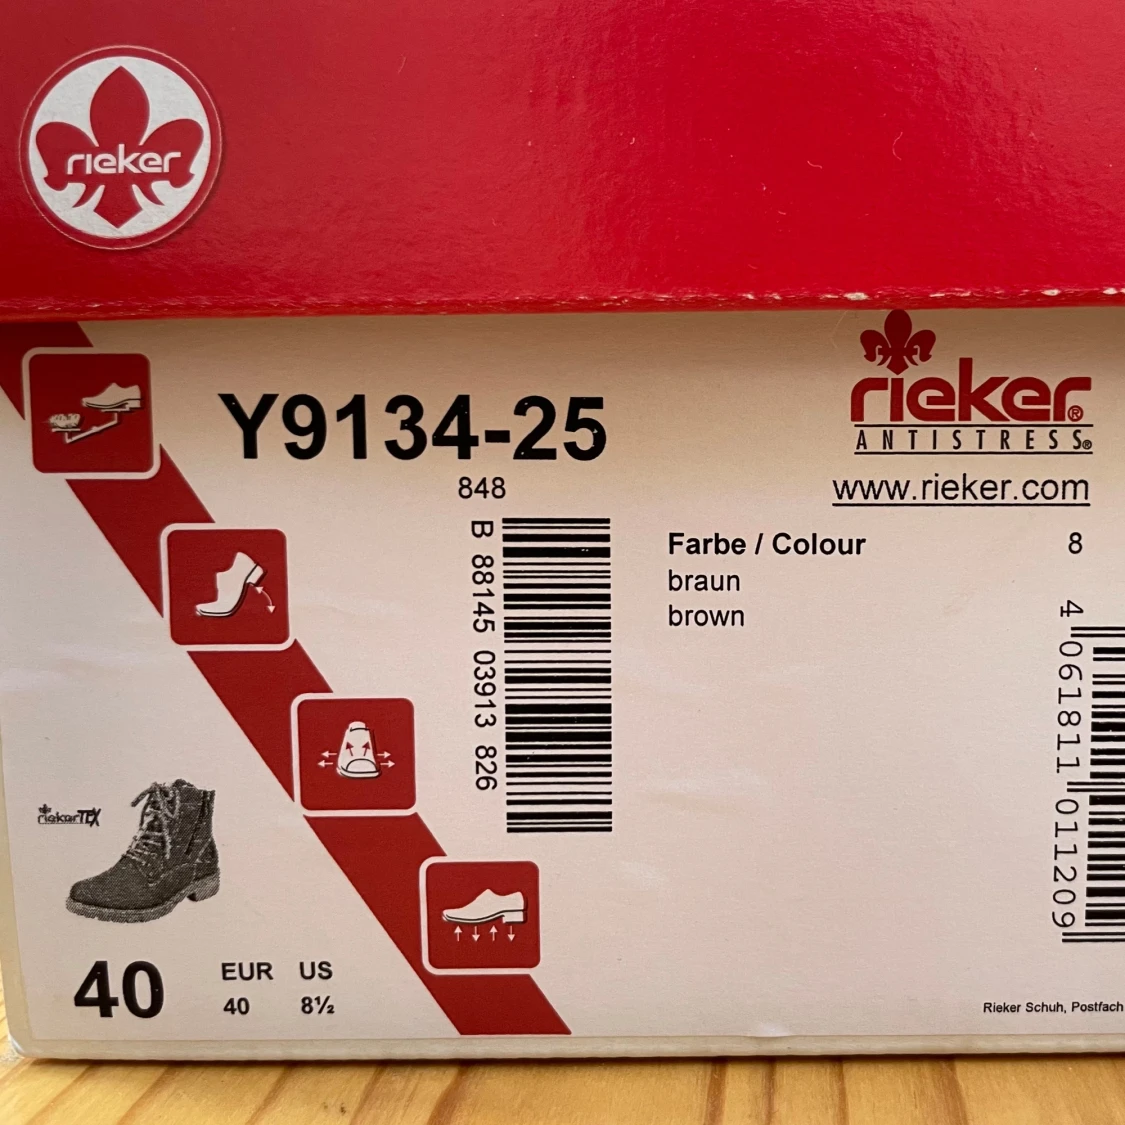 rieker
rieker®
ANTISTRESS®
www.rieker.com
Y9134-25
848
B 88145 03913 826
Farbe / Colour
braun
brown
8
4 061811 011209
riekerTEX
40
EUR US
40 8½
Rieker Schuh, Postfach